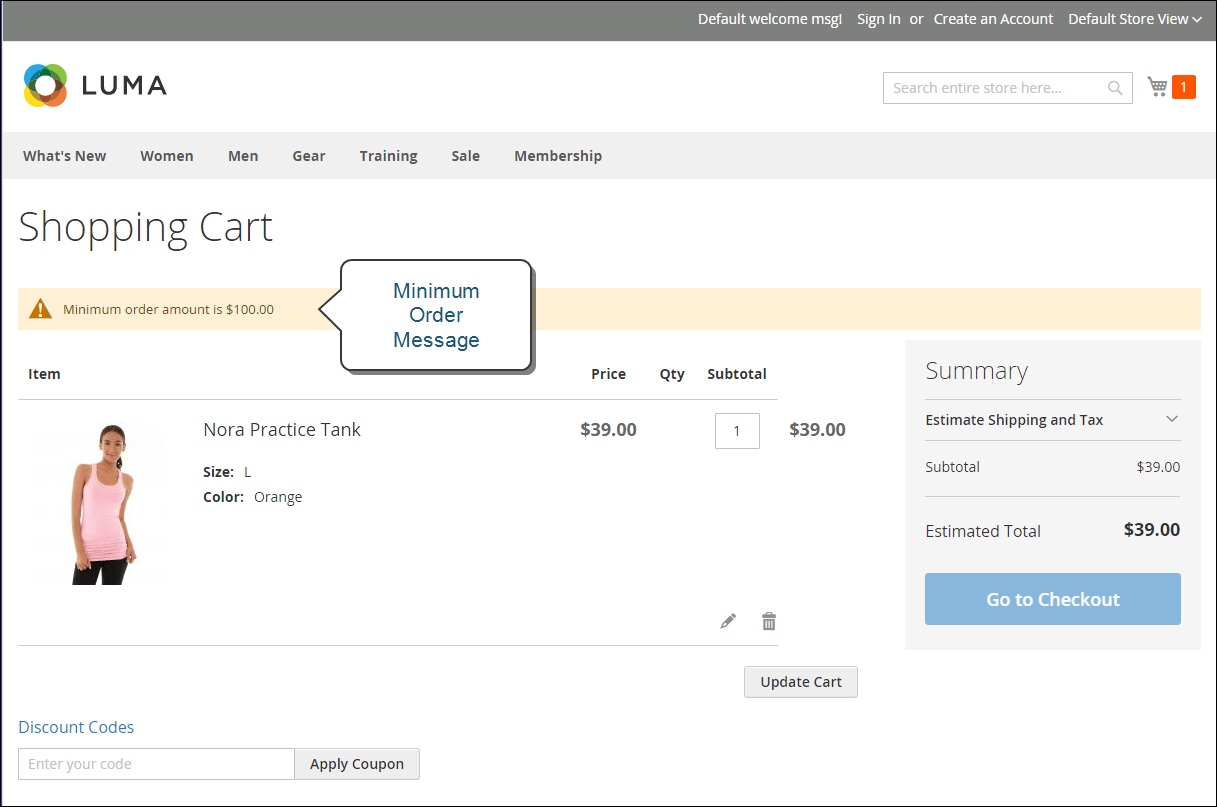 Default welcome msg! Sign In or Create an Account Default Store View
LUMA
Search entire store here...
1
What's New Women Men Gear Training Sale Membership
Shopping Cart
Minimum order amount is $100.00
Minimum
Order
Message
Item Price Qty Subtotal
Nora Practice Tank $39.00 1 $39.00
Size: L
Color: Orange
Update Cart
Discount Codes
Enter your code Apply Coupon
Summary
Estimate Shipping and Tax
Subtotal $39.00
Estimated Total $39.00
Go to Checkout